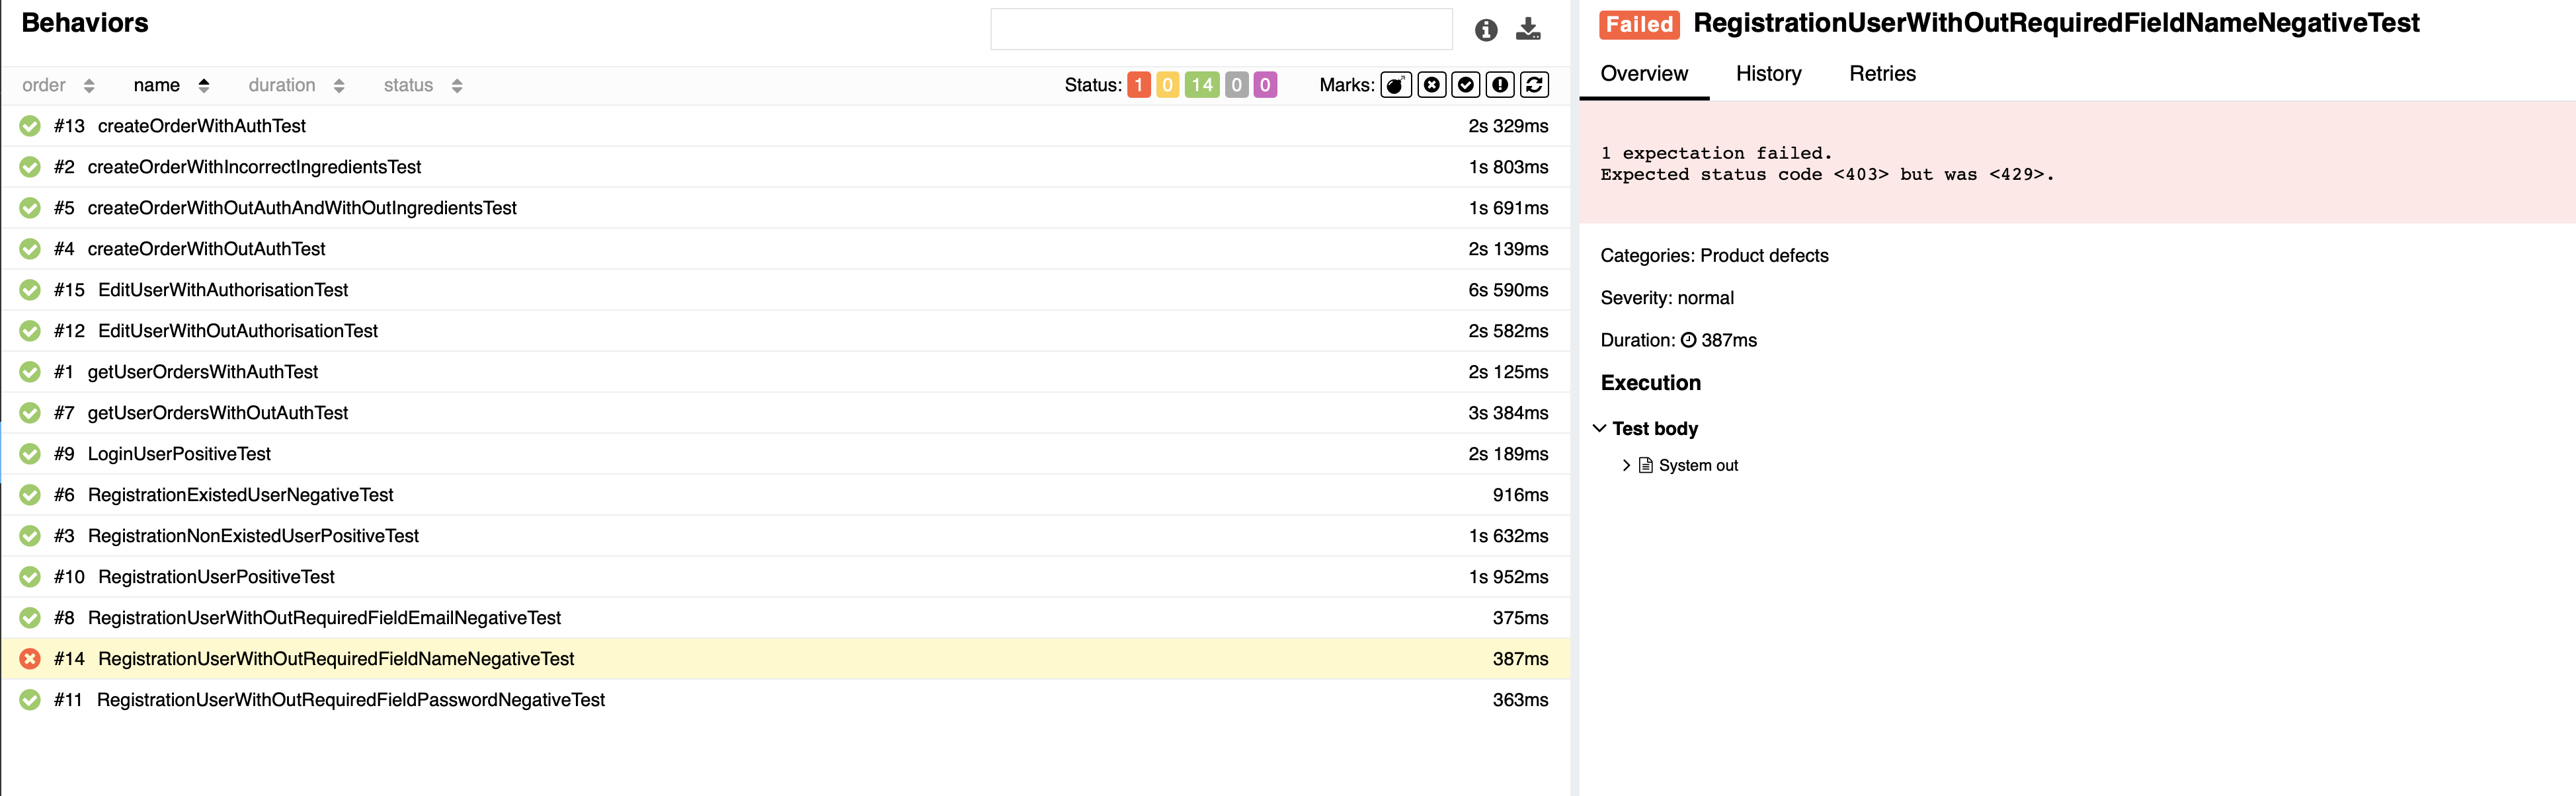 Behaviors
order name duration status Status: 1 0 14 0 0 Marks:
#13 createOrderWithAuthTest 2s 329ms
#2 createOrderWithIncorrectIngredientsTest 1s 803ms
#5 createOrderWithOutAuthAndWithOutIngredientsTest 1s 691ms
#4 createOrderWithOutAuthTest 2s 139ms
#15 EditUserWithAuthorisationTest 6s 590ms
#12 EditUserWithOutAuthorisationTest 2s 582ms
#1 getUserOrdersWithAuthTest 2s 125ms
#7 getUserOrdersWithOutAuthTest 3s 384ms
#9 LoginUserPositiveTest 2s 189ms
#6 RegistrationExistedUserNegativeTest 916ms
#3 RegistrationNonExistedUserPositiveTest 1s 632ms
#10 RegistrationUserPositiveTest 1s 952ms
#8 RegistrationUserWithOutRequiredFieldEmailNegativeTest 375ms
#14 RegistrationUserWithOutRequiredFieldNameNegativeTest 387ms
#11 RegistrationUserWithOutRequiredFieldPasswordNegativeTest 363ms
Failed RegistrationUserWithOutRequiredFieldNameNegativeTest
Overview History Retries
1 expectation failed.
Expected status code <403> but was <429>.
Categories: Product defects
Severity: normal
Duration: 387ms
Execution
Test body
System out